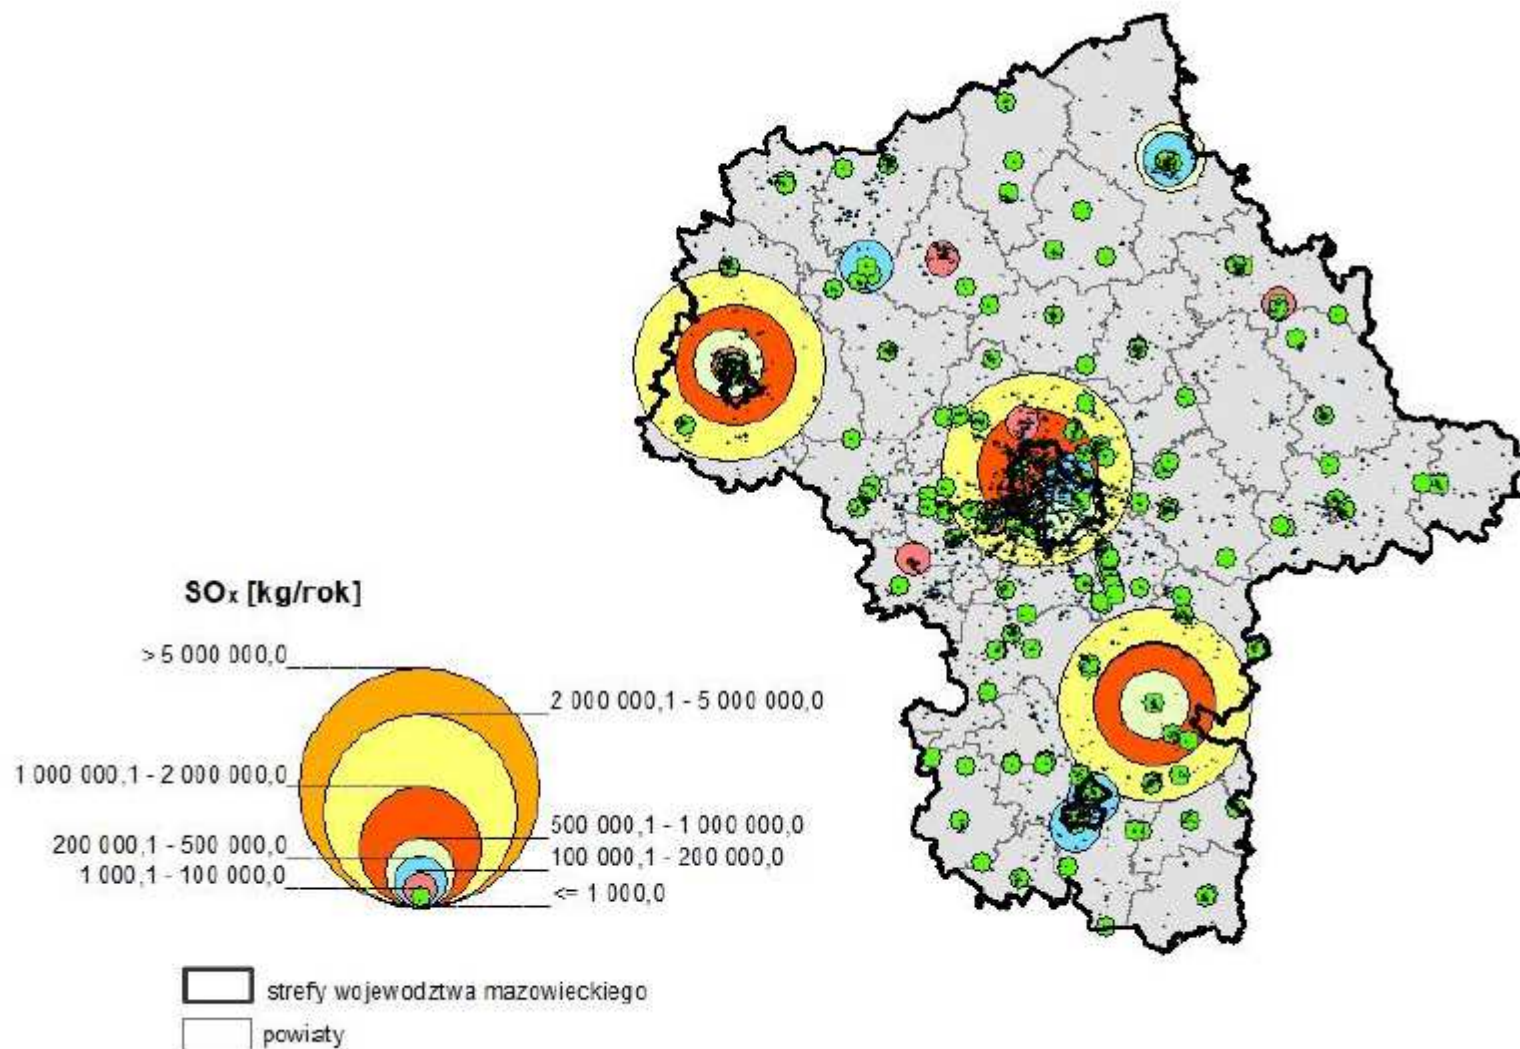 SOx [kg/rok]
> 5 000 000,0
2 000 000,1 - 5 000 000,0
1 000 000,1 - 2 000 000,0
500 000,1 - 1 000 000,0
200 000,1 - 500 000,0
100 000,1 - 200 000,0
1 000,1 - 100 000,0
<= 1 000,0
strefy wojewodztwa mazowieckiego
powiaty